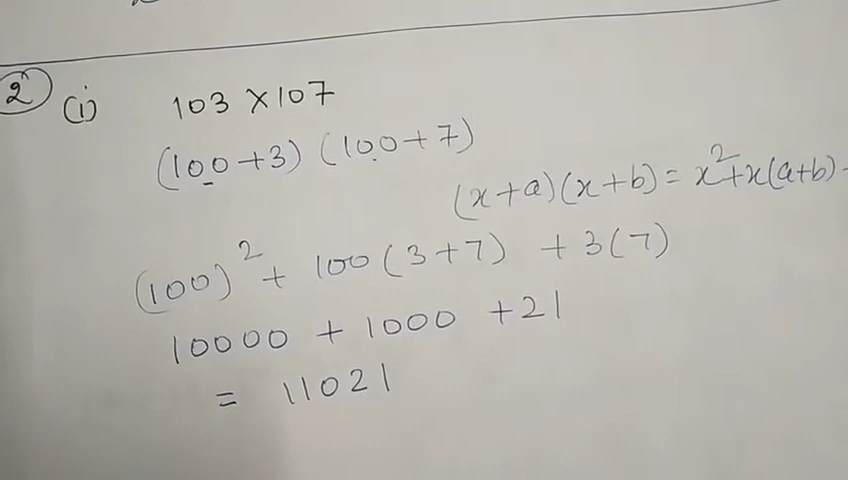 2 (i) 103 × 107
(100 + 3) (100 + 7)
(x + a) (x + b) = x² + x(a+b)
(100)² + 100 (3 + 7) + 3 (7)
10000 + 1000 + 21
= 11021